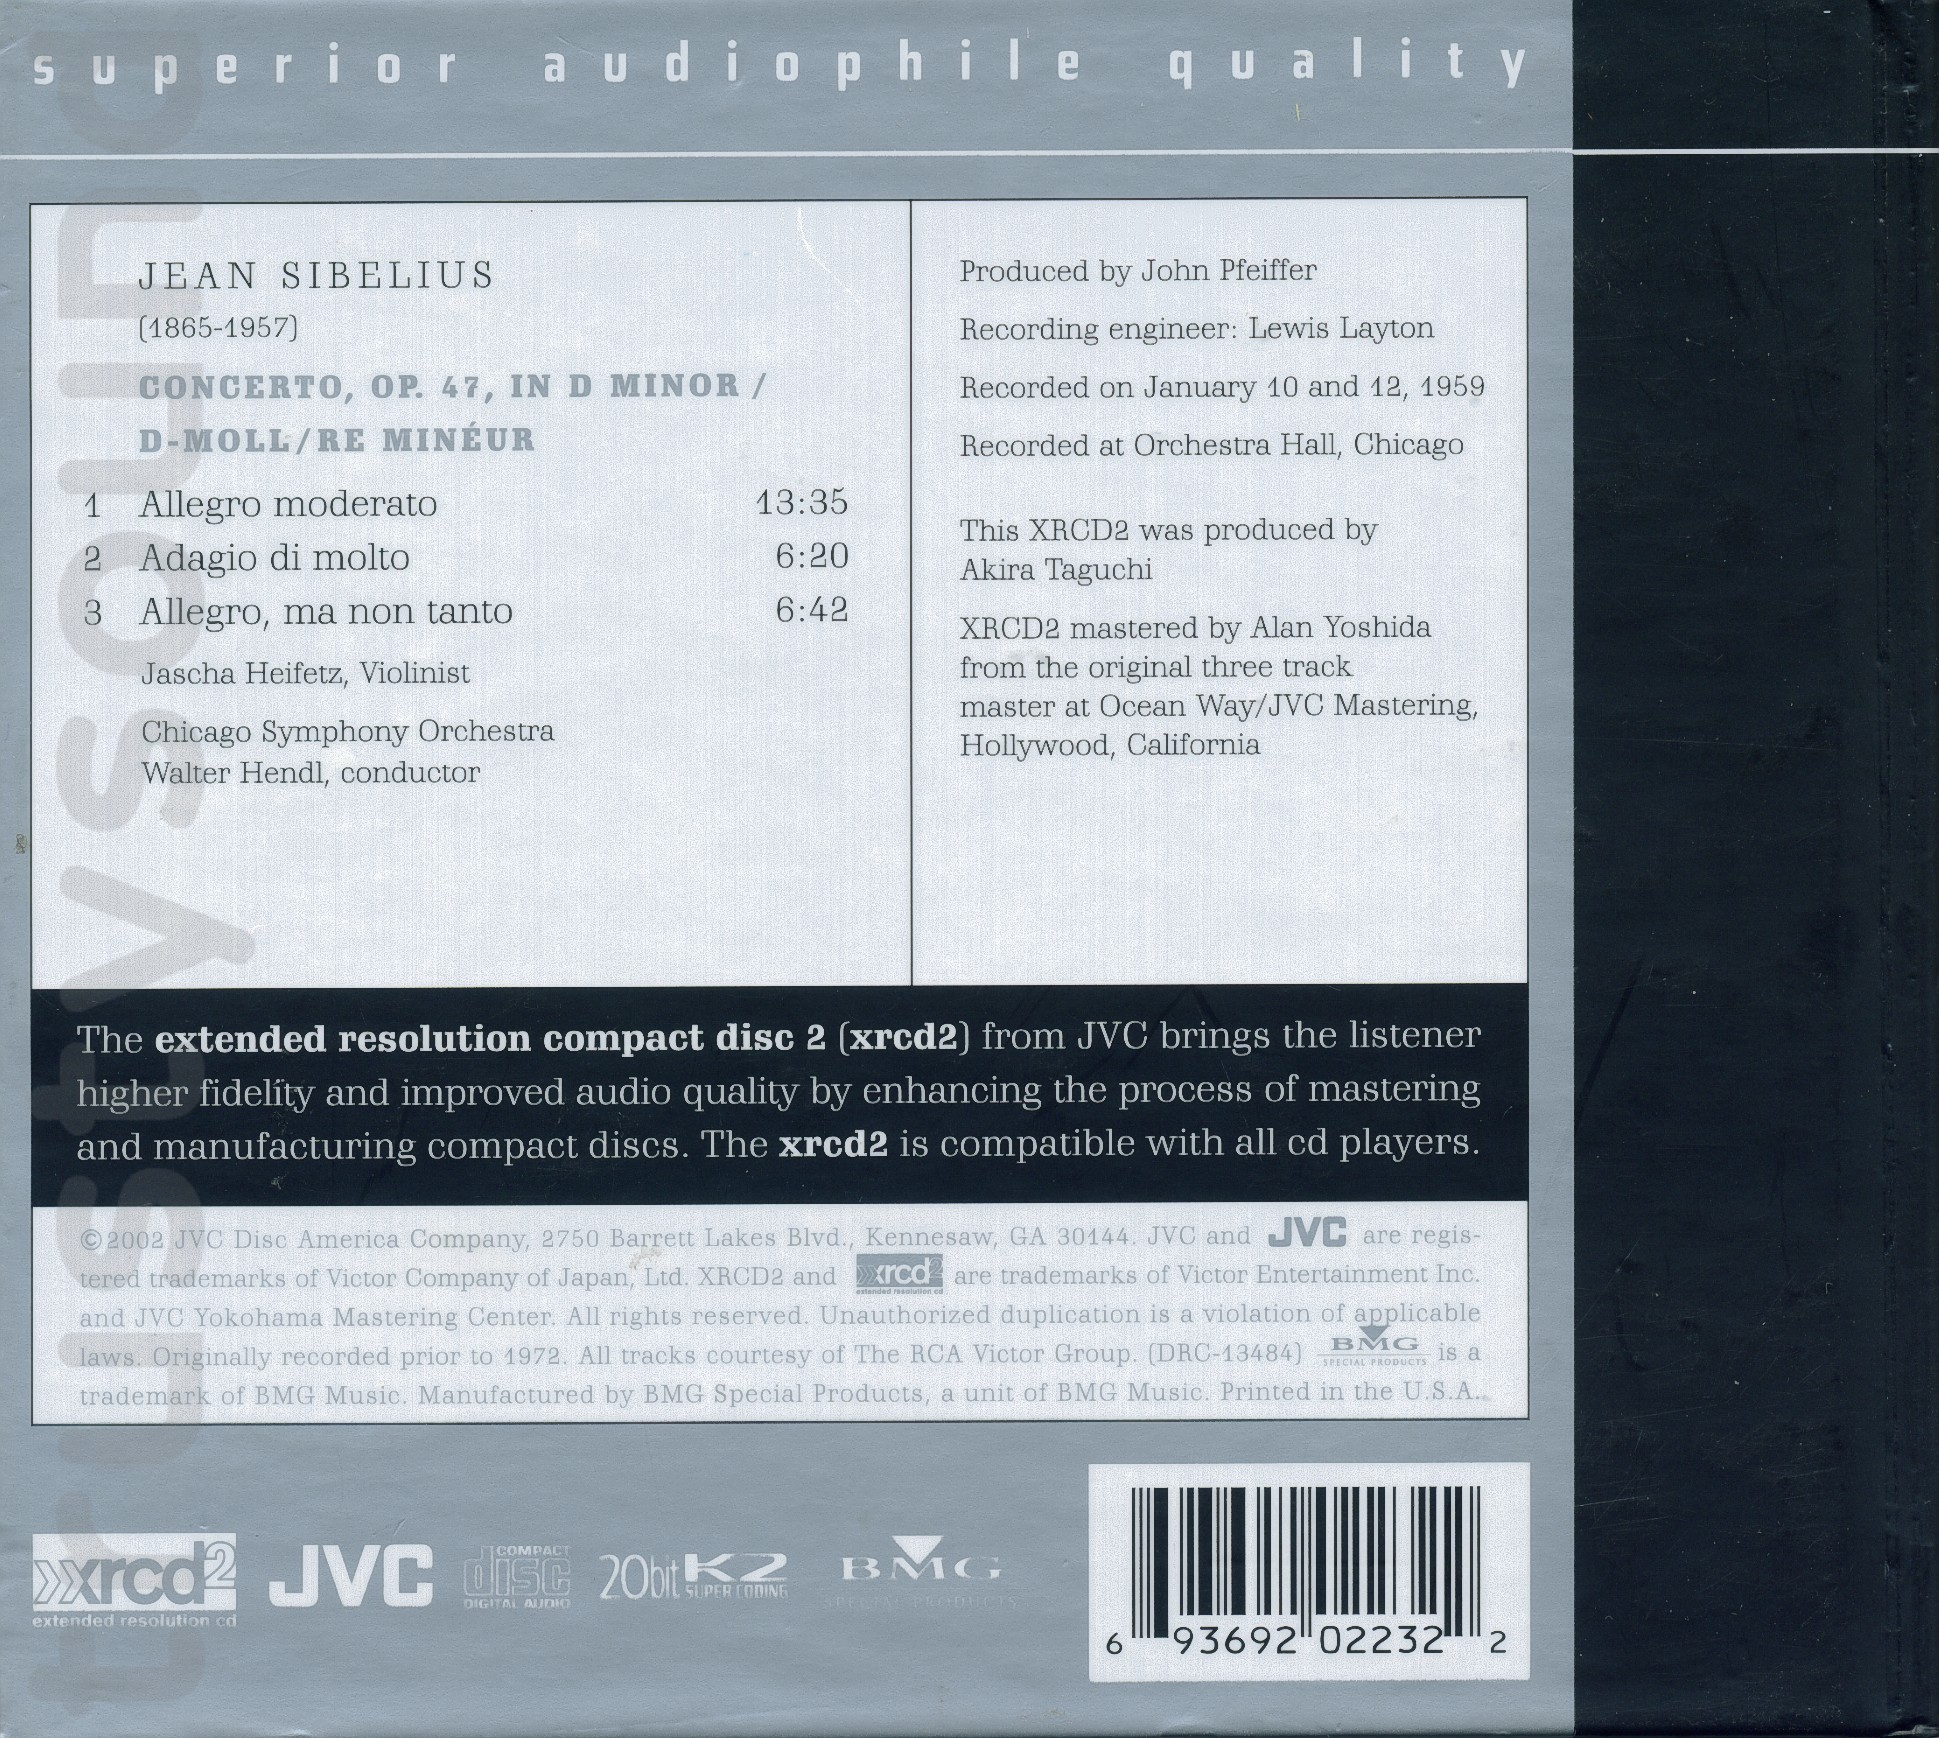 superior audiophile quality
JEAN SIBELIUS
(1865-1957)
CONCERTO, OP. 47, IN D MINOR /
D-MOLL/RE MINÉUR
1 Allegro moderato 13:35
2 Adagio di molto 6:20
3 Allegro, ma non tanto 6:42
Jascha Heifetz, Violinist
Chicago Symphony Orchestra
Walter Hendl, conductor
Produced by John Pfeiffer
Recording engineer: Lewis Layton
Recorded on January 10 and 12, 1959
Recorded at Orchestra Hall, Chicago
This XRCD2 was produced by
Akira Taguchi
XRCD2 mastered by Alan Yoshida
from the original three track
master at Ocean Way/JVC Mastering,
Hollywood, California
The extended resolution compact disc 2 (xrcd2) from JVC brings the listener
higher fidelity and improved audio quality by enhancing the process of mastering
and manufacturing compact discs. The xrcd2 is compatible with all cd players.
©2002 JVC Disc America Company, 2750 Barrett Lakes Blvd., Kennesaw, GA 30144. JVC and JVC are regis-
tered trademarks of Victor Company of Japan, Ltd. XRCD2 and xrcd2 extended resolution cd are trademarks of Victor Entertainment Inc.
and JVC Yokohama Mastering Center. All rights reserved. Unauthorized duplication is a violation of applicable
laws. Originally recorded prior to 1972. All tracks courtesy of The RCA Victor Group. (DRC-13484) BMG SPECIAL PRODUCTS is a
trademark of BMG Music. Manufactured by BMG Special Products, a unit of BMG Music. Printed in the U.S.A.
xrcd2
extended resolution cd
JVC
COMPACT
disc
DIGITAL AUDIO
20bit K2
SUPER CODING
BMG
SPECIAL PRODUCTS
6 93692 02232 2
trustysound